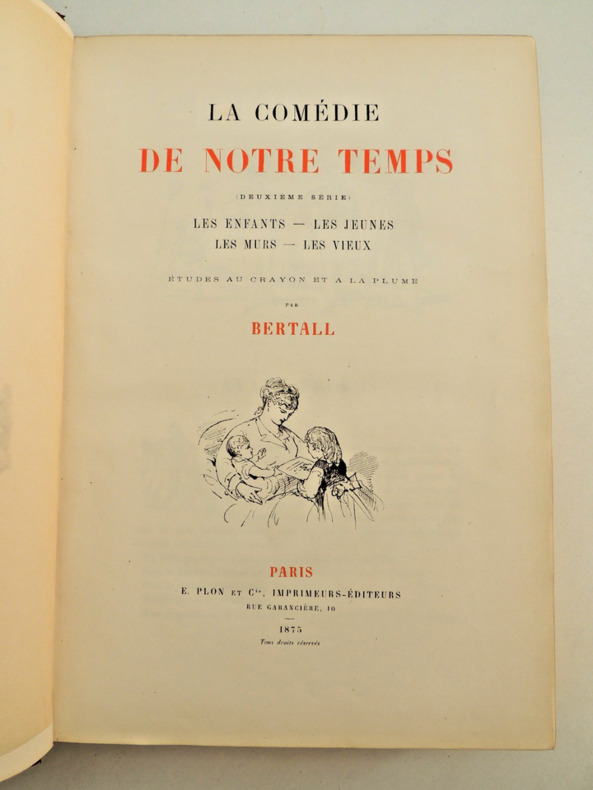 LA COMÉDIE
DE NOTRE TEMPS
(DEUXIÈME SÉRIE)
LES ENFANTS — LES JEUNES
LES MURS — LES VIEUX
ÉTUDES AU CRAYON ET A LA PLUME
PAR
BERTALL
PARIS
E. PLON ET Cie, IMPRIMEURS-ÉDITEURS
RUE GARANCIÈRE, 10
1875
Tous droits réservés